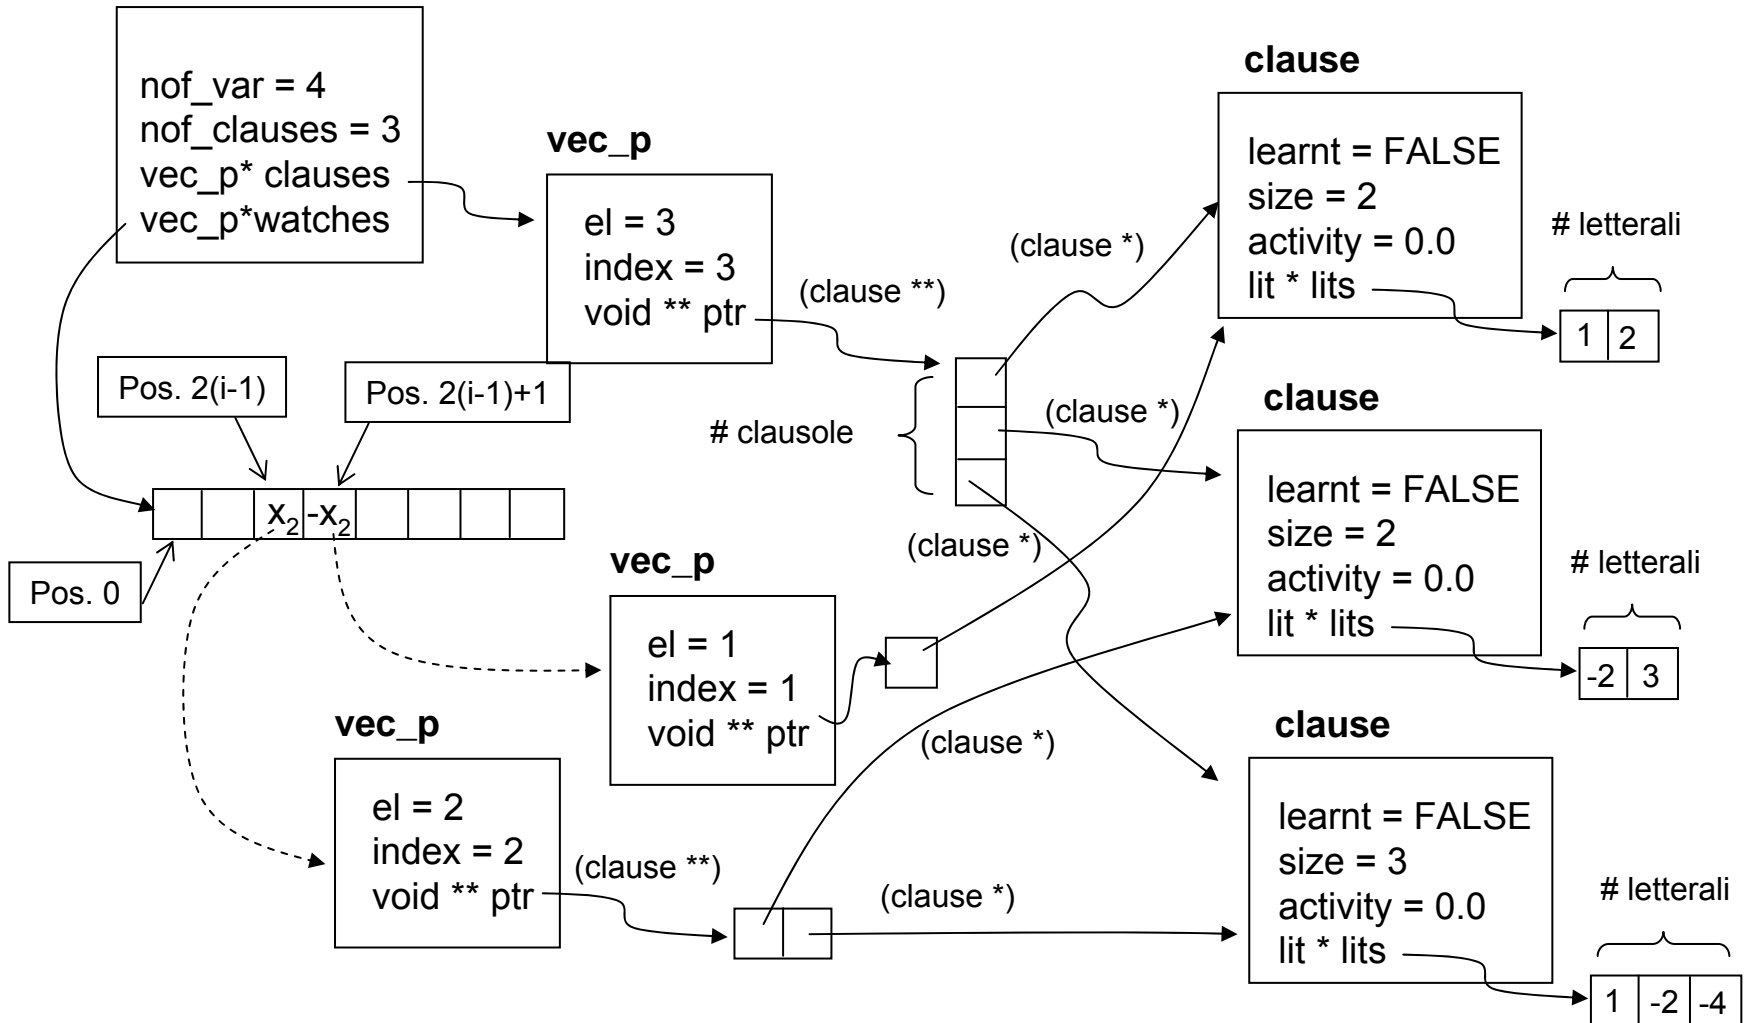 nof_var = 4
nof_clauses = 3
vec_p* clauses
vec_p*watches
vec_p
el = 3
index = 3
void ** ptr
(clause **)
(clause *)
clause
learnt = FALSE
size = 2
activity = 0.0
lit * lits
# letterali
1 2
Pos. 2(i-1)
Pos. 2(i-1)+1
# clausole
(clause *)
clause
learnt = FALSE
size = 2
activity = 0.0
lit * lits
# letterali
-2 3
x2 -x2
Pos. 0
(clause *)
vec_p
el = 1
index = 1
void ** ptr
(clause *)
vec_p
el = 2
index = 2
void ** ptr
(clause **)
(clause *)
clause
learnt = FALSE
size = 3
activity = 0.0
lit * lits
# letterali
1 -2 -4